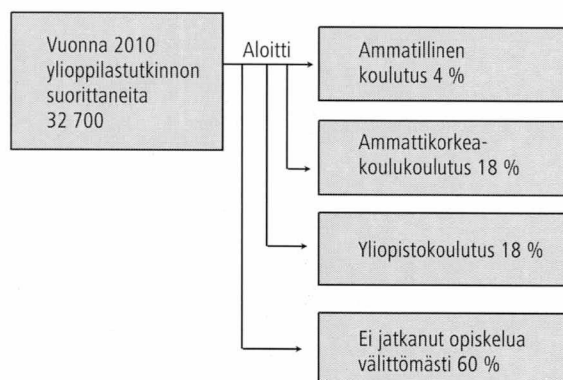 Vuonna 2010
ylioppilastutkinnon
suorittaneita
32 700
Aloitti
Ammatillinen
koulutus 4 %
Ammattikorkea-
koulukoulutus 18 %
Yliopistokoulutus 18 %
Ei jatkanut opiskelua
välittömästi 60 %